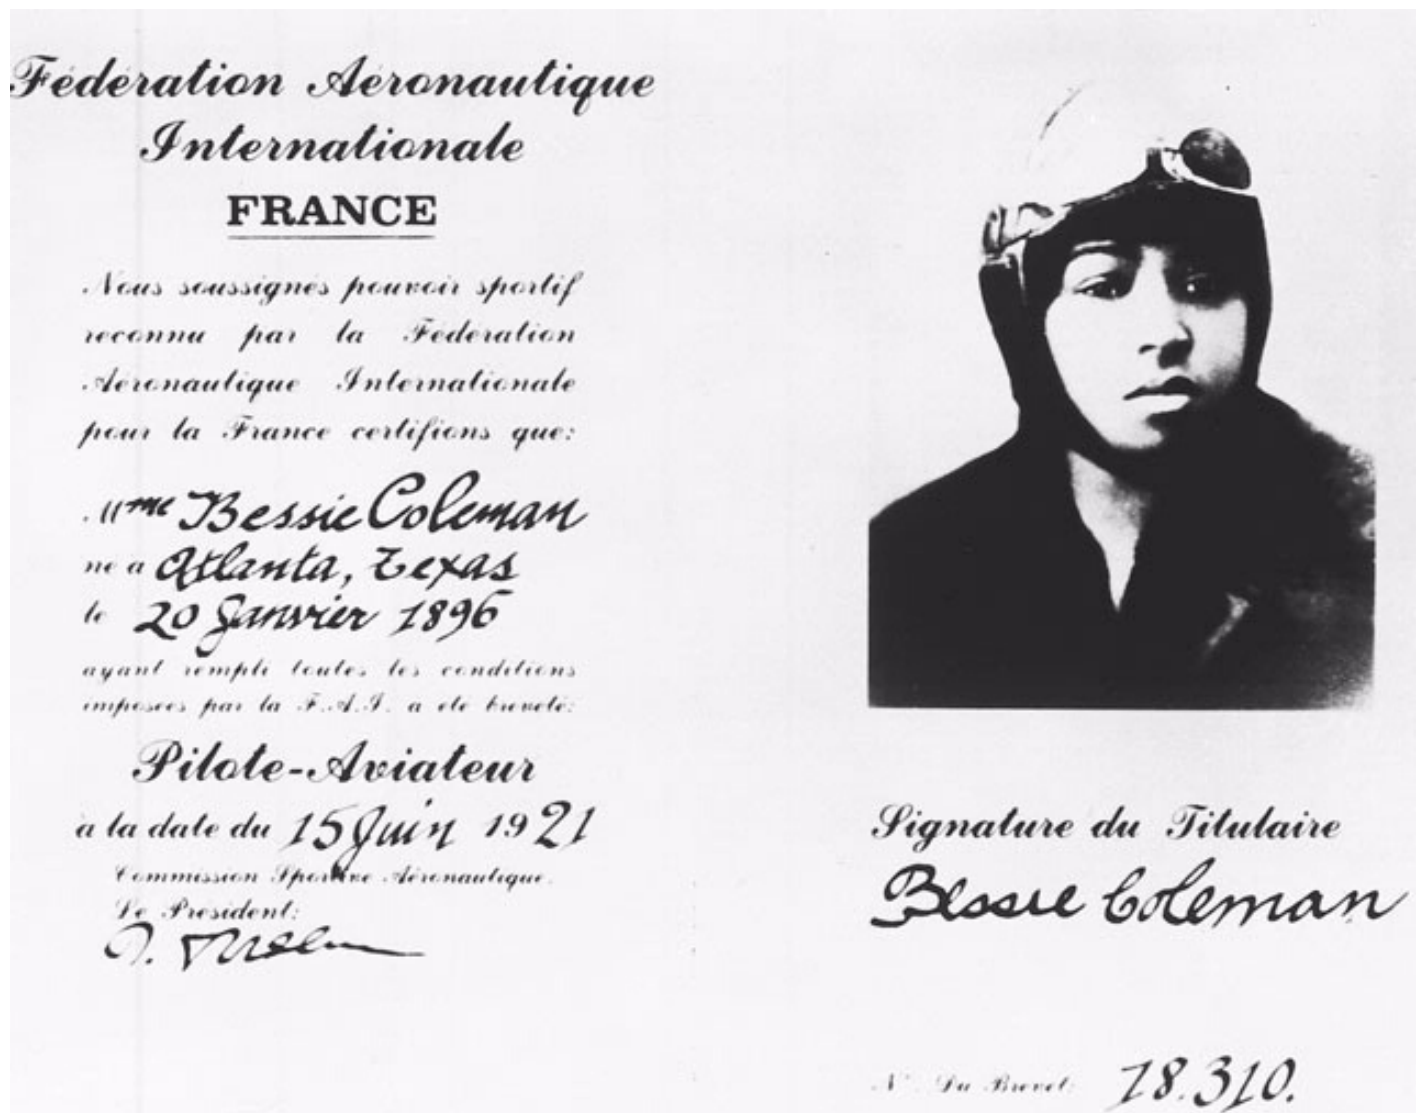 Fédération Aéronautique
Internationale
FRANCE
Nous soussignés pouvoir sportif
reconnu par la Fédération
Aéronautique Internationale
pour la France certifions que:
Mme Bessie Coleman
né à Atlanta, Texas
le 20 Janvier 1896
ayant rempli toutes les conditions
imposées par la F.A.I. a été breveté:
Pilote-Aviateur
à la date du 15 Juin 1921
Commission Sportive Aéronautique.
Le Président:
Signature du Titulaire
Bessie Coleman
No. Du Brevet: 18.310.